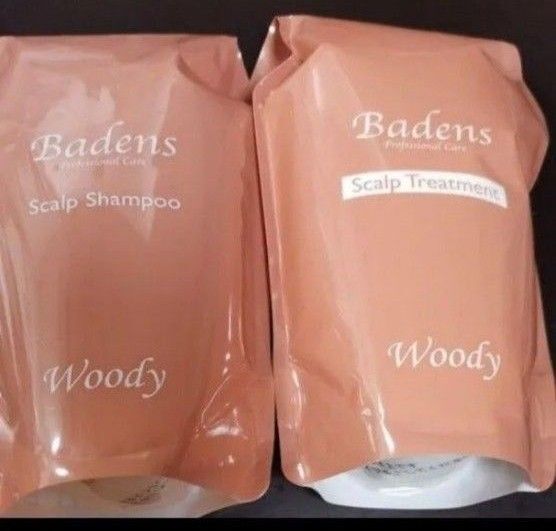 Badens
Professional Care
Scalp Shampoo
Woody
Badens
Professional Care
Scalp Treatment
Woody